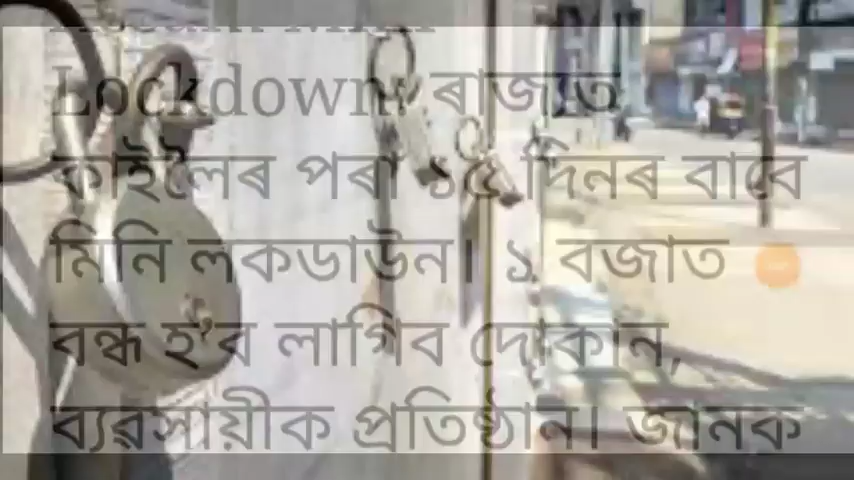 Lockdown: ৰাজ্যত
কাইলৈৰ পৰা ১৫ দিনৰ বাবে
মিনি লকডাউন। ১ বজাত
বন্ধ হ'ব লাগিব দোকান,
ব্যৱসায়ীক প্ৰতিষ্ঠান। জানক